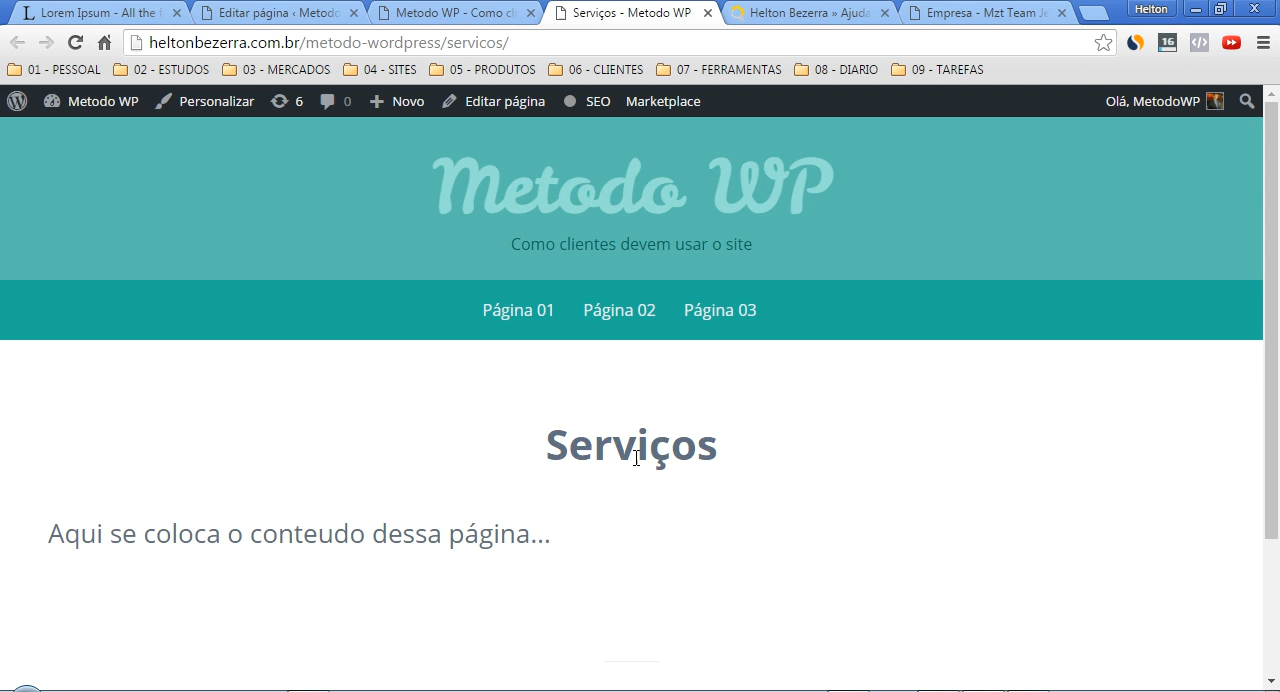 Lorem Ipsum - All the f
Editar página ‹ Metodo
Metodo WP - Como cl
Serviços - Metodo WP
Helton Bezerra » Ajuda
Empresa - Mzt Team Je
Helton
heltonbezerra.com.br/metodo-wordpress/servicos/
16
01 - PESSOAL
02 - ESTUDOS
03 - MERCADOS
04 - SITES
05 - PRODUTOS
06 - CLIENTES
07 - FERRAMENTAS
08 - DIARIO
09 - TAREFAS
Metodo WP
Personalizar
6
0
Novo
Editar página
SEO
Marketplace
Olá, MetodoWP
Metodo WP
Como clientes devem usar o site
Página 01
Página 02
Página 03
Serviços
Aqui se coloca o conteudo dessa página...